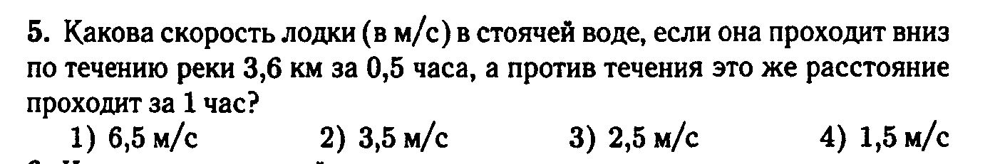 5. Какова скорость лодки (в м/с) в стоячей воде, если она проходит вниз
по течению реки 3,6 км за 0,5 часа, а против течения это же расстояние
проходит за 1 час?
1) 6,5 м/с 2) 3,5 м/с 3) 2,5 м/с 4) 1,5 м/с